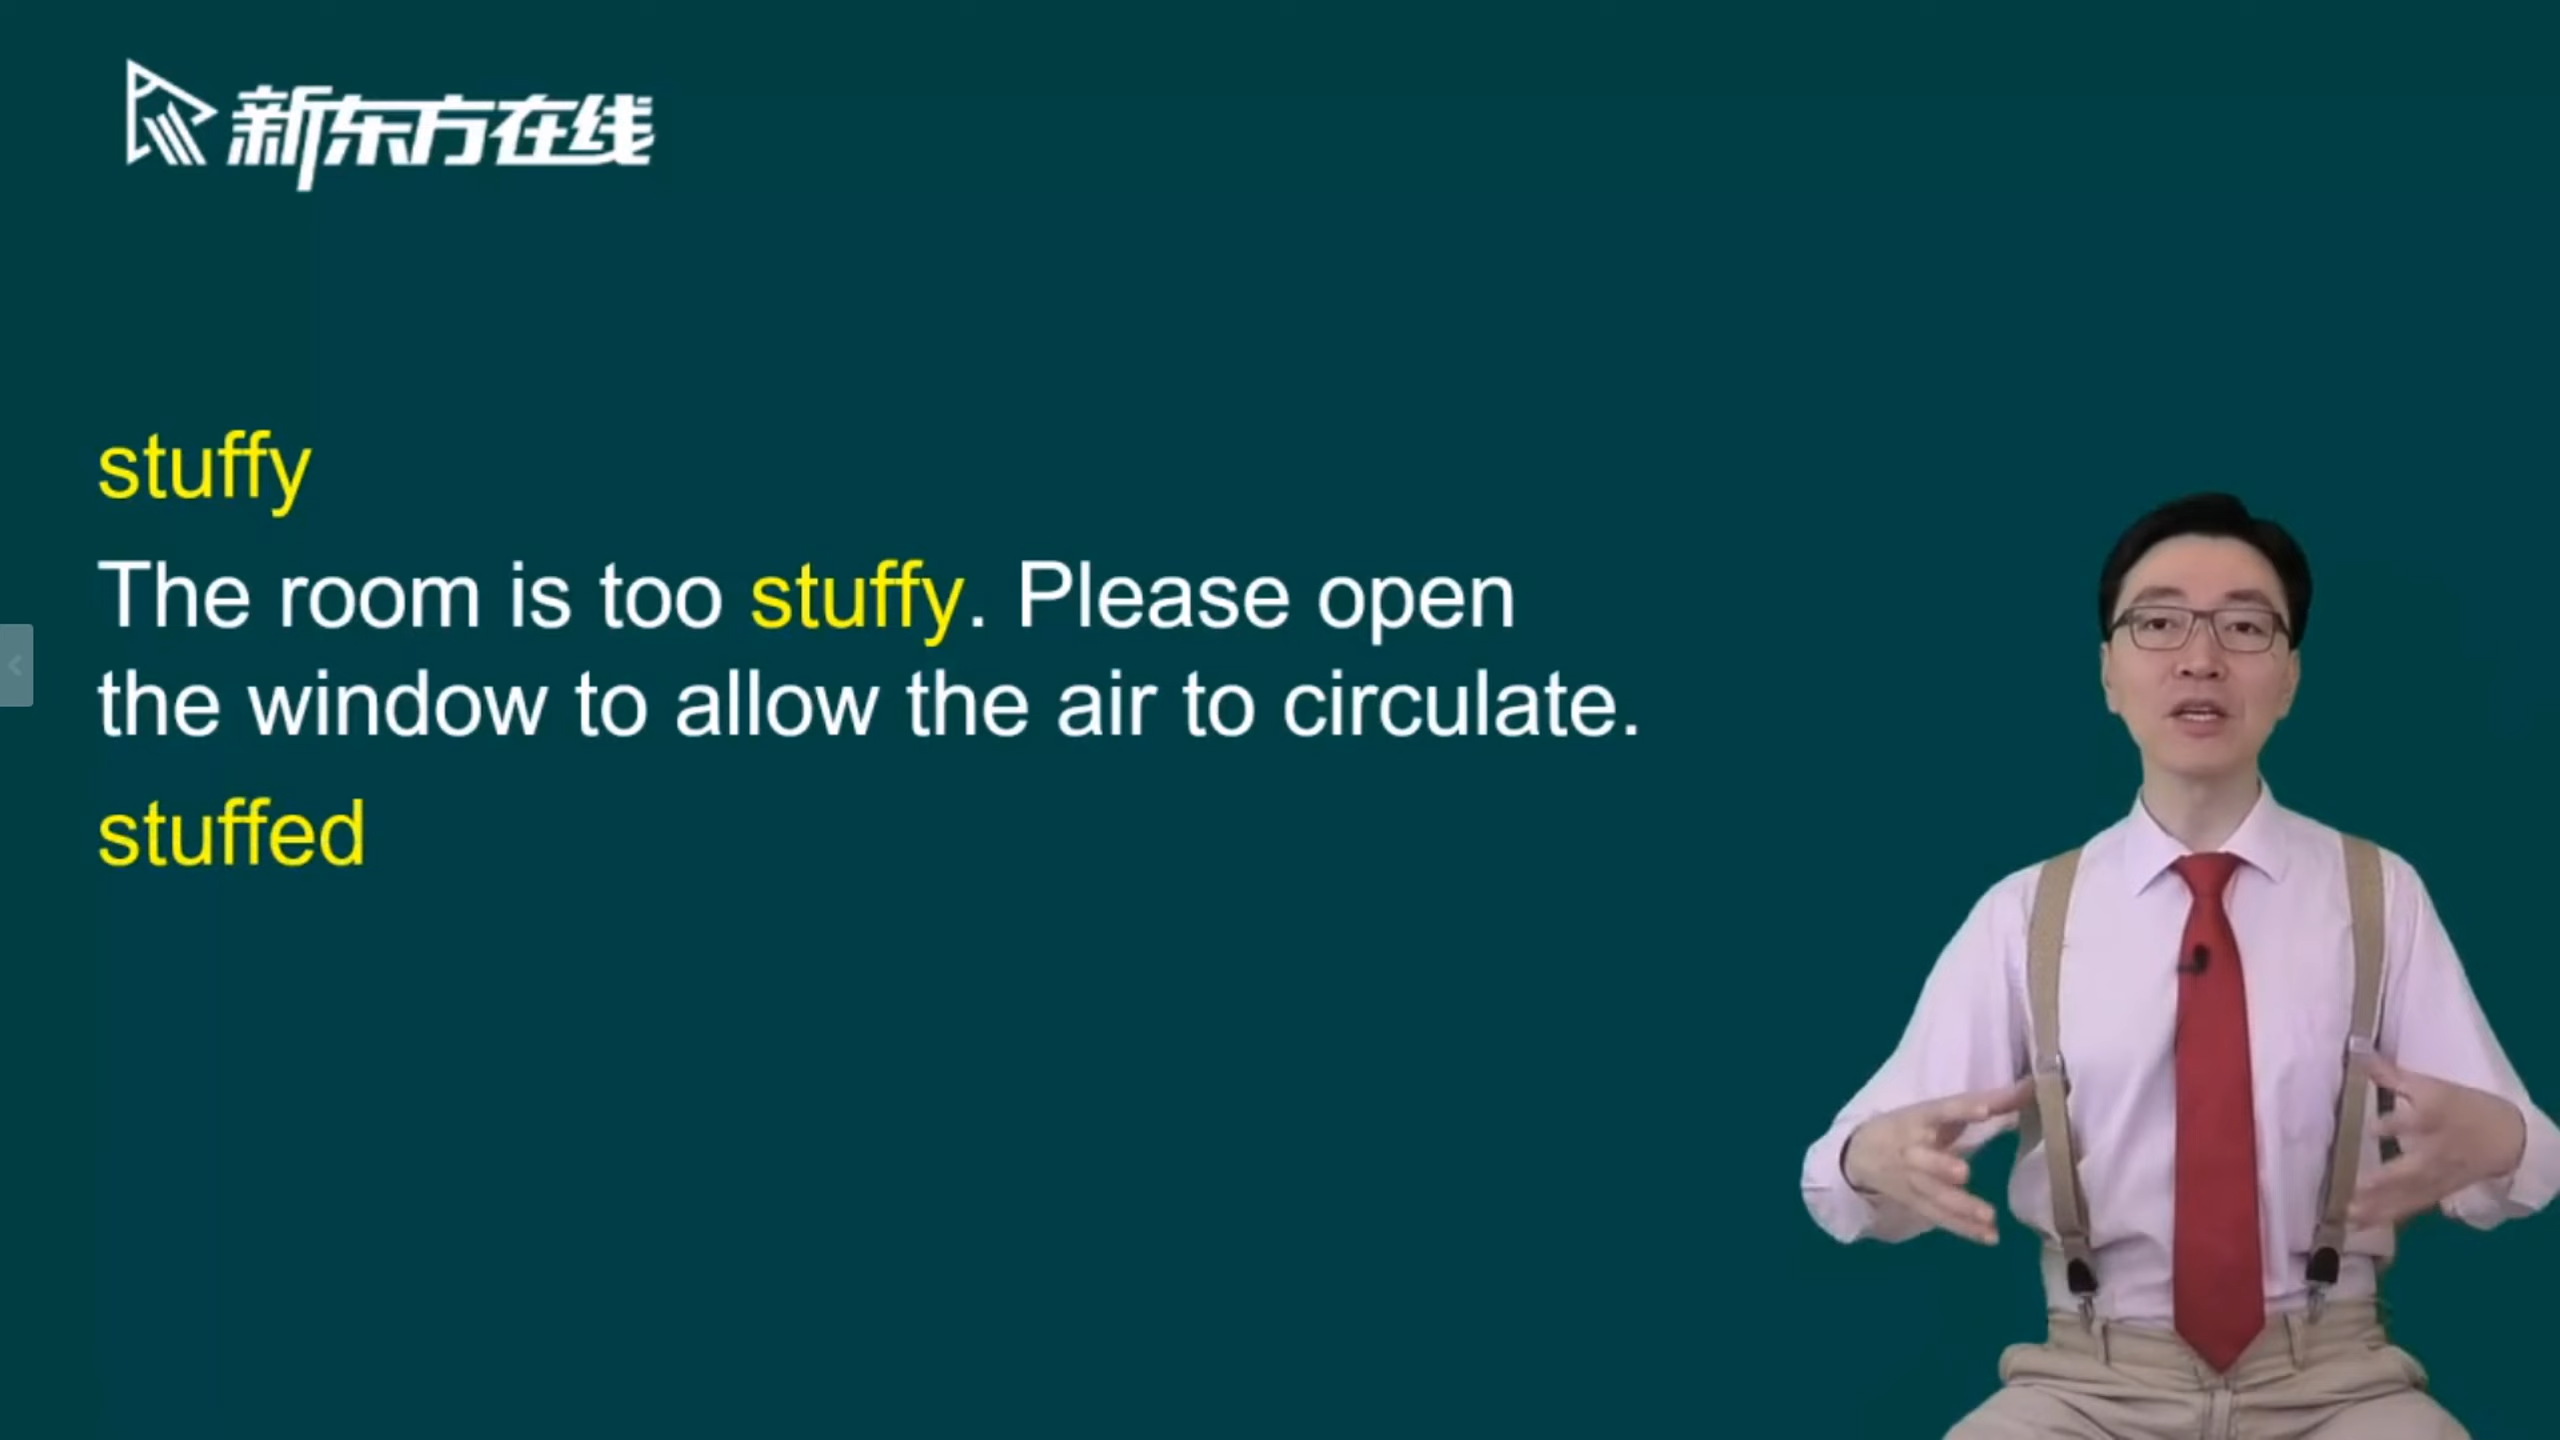 新东方在线
stuffy
The room is too stuffy. Please open
the window to allow the air to circulate.
stuffed